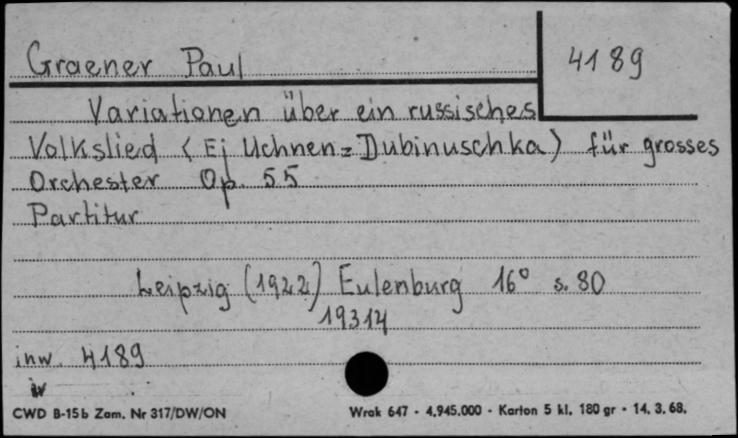 Graener Paul
4189
Variationen über ein russisches
Volkslied (Ej Uchnen=Dubinuschka) für grosses
Orchester Op. 55
Partitur
Leipzig (1922) Eulenburg 16° s. 80
19314
inw. 4189
CWD B-15b Zam. Nr 317/DW/ON
Wrak 647 - 4.945.000 - Karton 5 kl. 180 gr - 14. 3. 68.